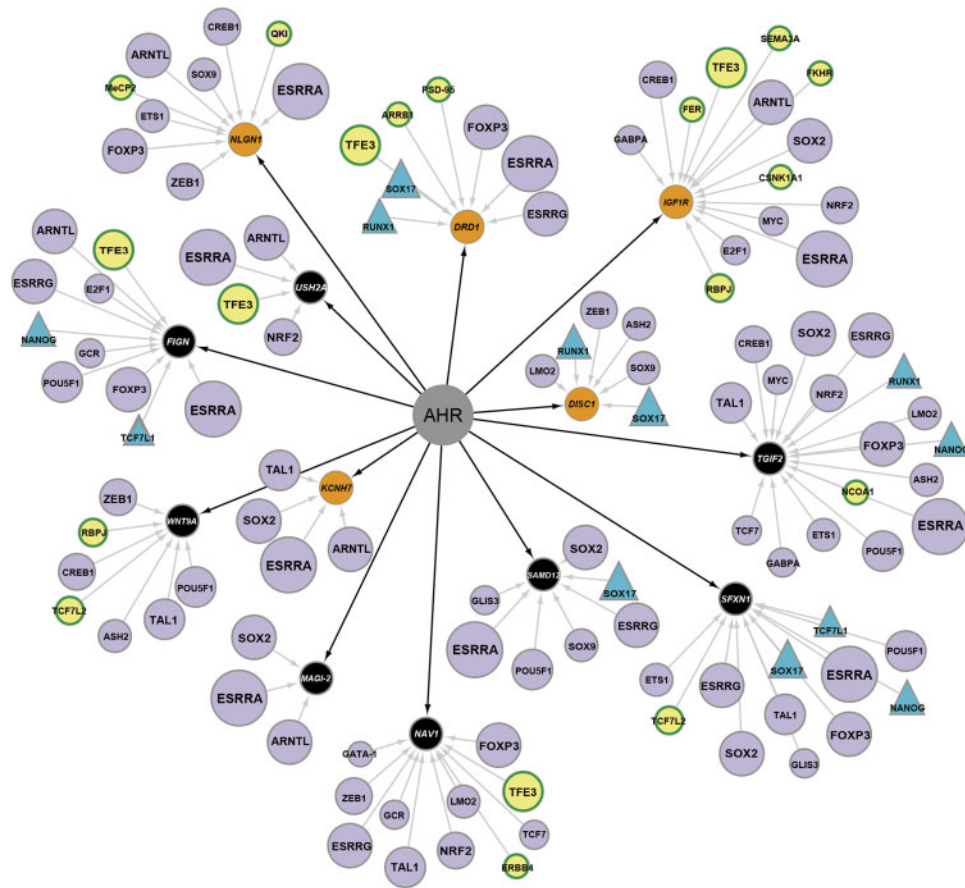 CREB1
QKI
ARNTL
SOX9
MeCP2
ESRRA
ETS1
NLGN1
FOXP3
ZEB1
PSD-95
ARRB1
FOXP3
TFE3
ESRRA
SOX17
RUNX1
DRD1
ESRRG
SEMA3A
TFE3
CREB1
FKHR
FER
ARNTL
GABPA
SOX2
CSNK1A1
IGF1R
NRF2
MYC
E2F1
ESRRA
RBPJ
ARNTL
TFE3
ESRRG
E2F1
NANOG
FIGN
GCR
POU5F1
FOXP3
ESRRA
TCF7L1
ARNTL
ESRRA
USH2A
TFE3
NRF2
AHR
ZEB1
ASH2
RUNX1
LMO2
SOX9
DISC1
SOX17
SOX2
ESRRG
CREB1
RUNX1
MYC
NRF2
TAL1
LMO2
FOXP3
NANOG
TGIF2
ASH2
NCOA1
ESRRA
TCF7
ETS1
POU5F1
GABPA
TAL1
KCNH7
SOX2
ESRRA
ARNTL
ZEB1
RBPJ
WNT9A
CREB1
POU5F1
TCF7L2
TAL1
ASH2
SOX2
SAMD12
GLIS3
SOX17
ESRRG
ESRRA
SOX9
POU5F1
SFXN1
TCF7L1
POU5F1
ETS1
ESRRG
SOX17
ESRRA
NANOG
TCF7L2
TAL1
FOXP3
SOX2
GLIS3
SOX2
MAGI-2
ESRRA
ARNTL
NAV1
GATA-1
FOXP3
ZEB1
TFE3
LMO2
GCR
TCF7
ESRRG
NRF2
TAL1
ERBB4